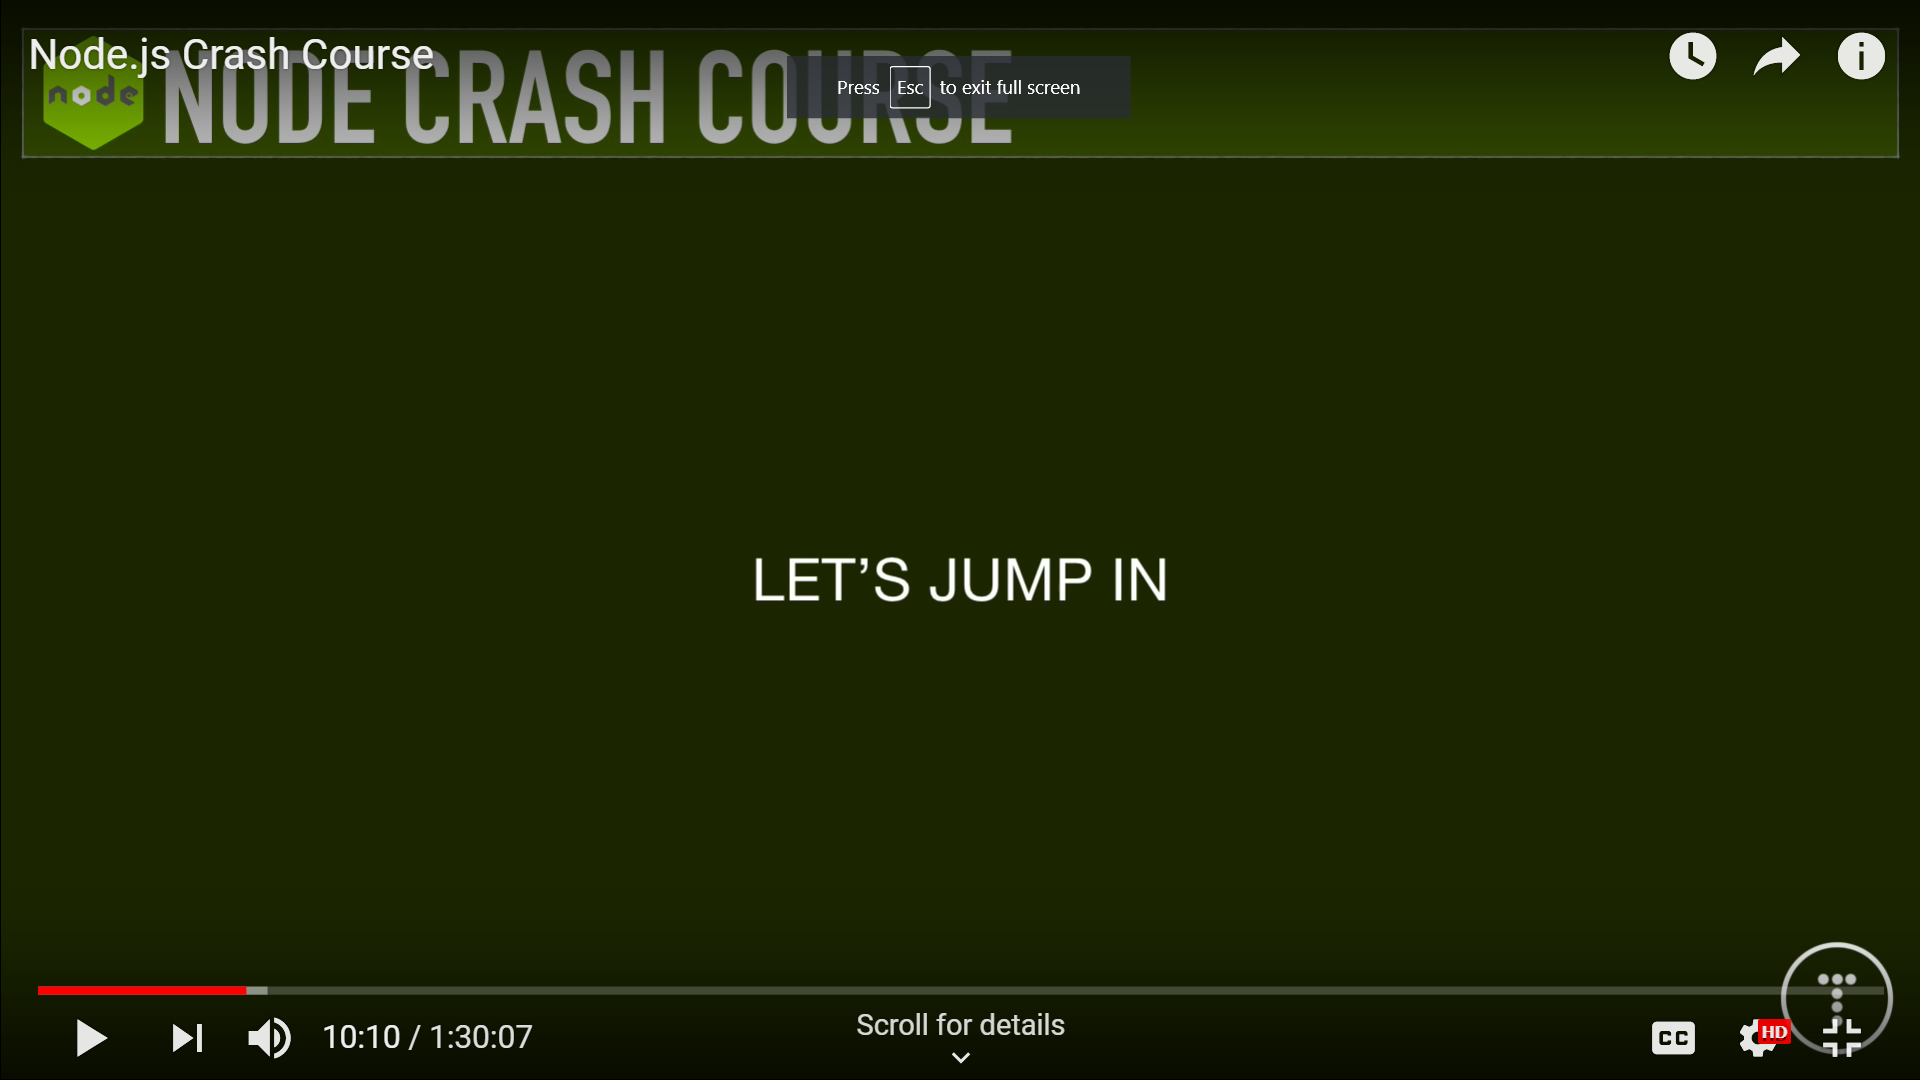 Node.js Crash Course
node
NODE CRASH COURSE
Press Esc to exit full screen
LET’S JUMP IN
10:10 / 1:30:07
Scroll for details
CC
HD